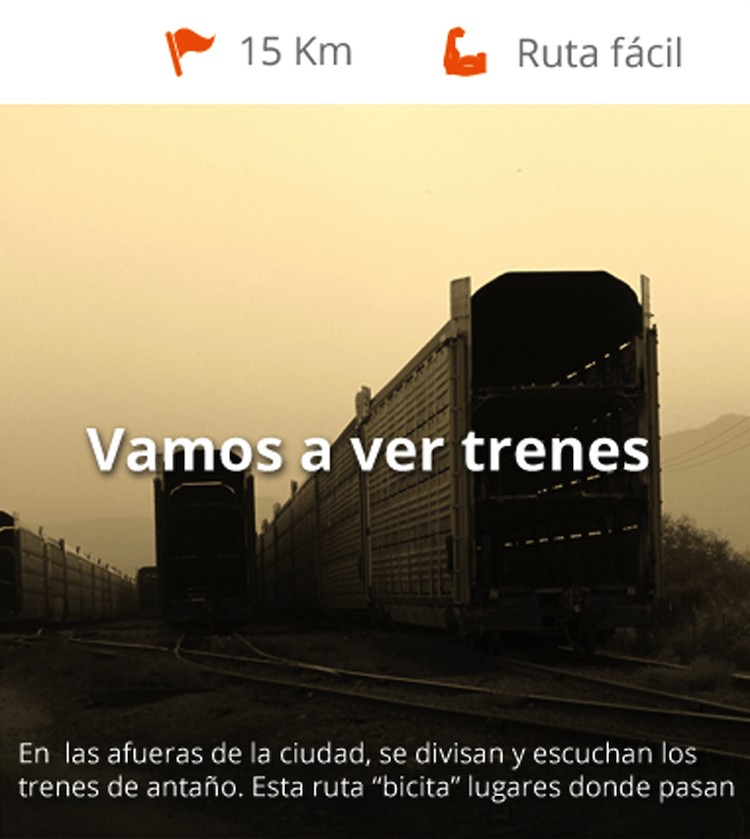 15 Km
Ruta fácil
Vamos a ver trenes
En las afueras de la ciudad, se divisan y escuchan los
trenes de antaño. Esta ruta “bicita” lugares donde pasan